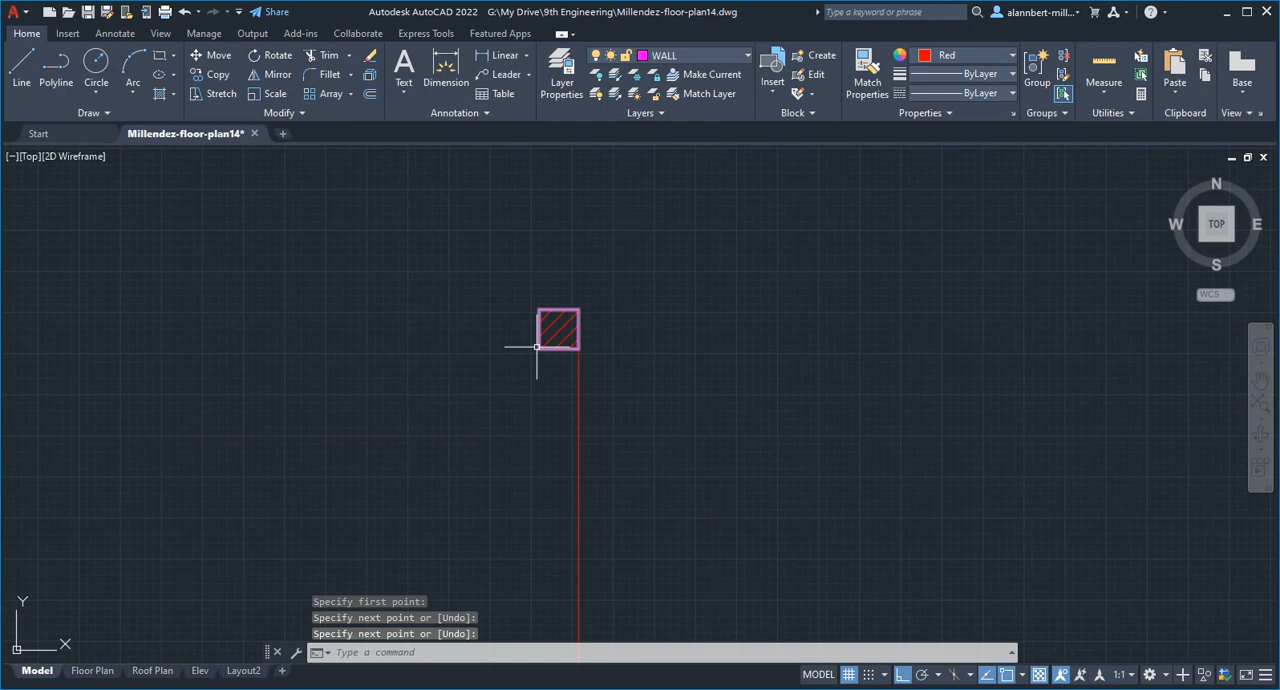 Share
Autodesk AutoCAD 2022 G:\My Drive\9th Engineering\Millendez-floor-plan14.dwg
Type a keyword or phrase
alannbert-mill...
Home Insert Annotate View Manage Output Add-ins Collaborate Express Tools Featured Apps
Line Polyline Circle Arc
Move Rotate Trim
Copy Mirror Fillet
Stretch Scale Array
Text Dimension
Linear
Leader
Table
Layer Properties
WALL
Make Current
Match Layer
Insert
Create
Edit
Match Properties
Red
ByLayer
ByLayer
Group
Measure
Paste
Base
Draw Modify Annotation Layers Block Properties Groups Utilities Clipboard View
Start
Millendez-floor-plan14*
[−][Top][2D Wireframe]
N
W TOP E
S
WCS
Specify first point:
Specify next point or [Undo]:
Specify next point or [Undo]:
Type a command
Y
X
Model Floor Plan Roof Plan Elev Layout2
MODEL
1:1